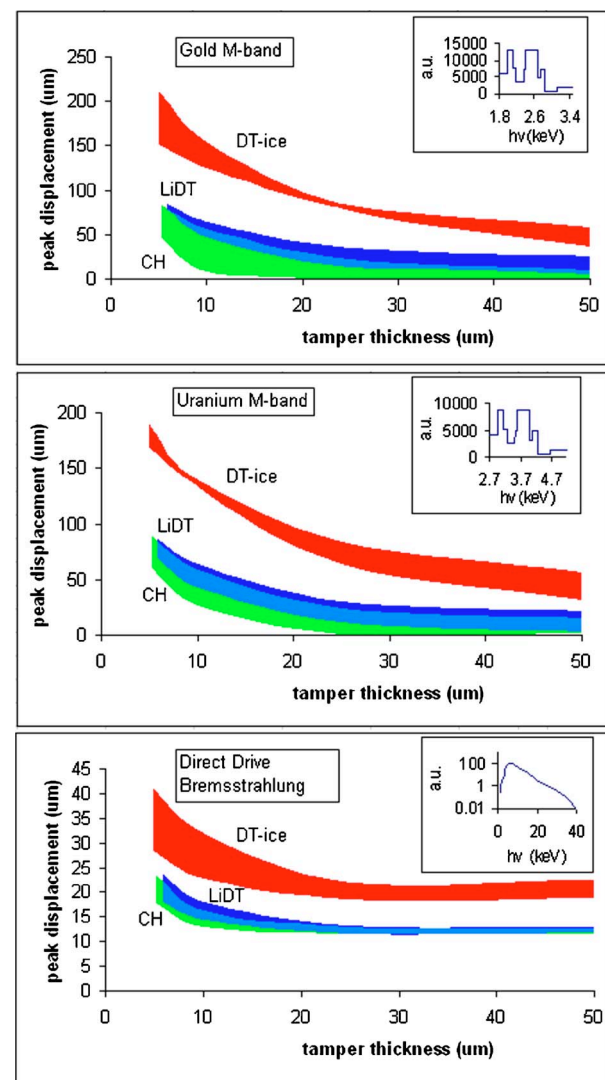 Gold M-band
a.u.
15000
10000
5000
0
1.8 2.6 3.4
hv(keV)
peak displacement (um)
250
200
150
100
50
0
DT-ice
LiDT
CH
0 10 20 30 40 50
tamper thickness (um)
Uranium M-band
a.u.
10000
5000
0
2.7 3.7 4.7
hv (keV)
peak displacement (um)
200
150
100
50
0
DT-ice
LiDT
CH
0 10 20 30 40 50
tamper thickness (um)
Direct Drive
Bremsstrahlung
a.u.
100
1
0.01
0 20 40
hv (keV)
peak displacement (um)
45
40
35
30
25
20
15
10
5
0
DT-ice
LiDT
CH
0 10 20 30 40 50
tamper thickness (um)